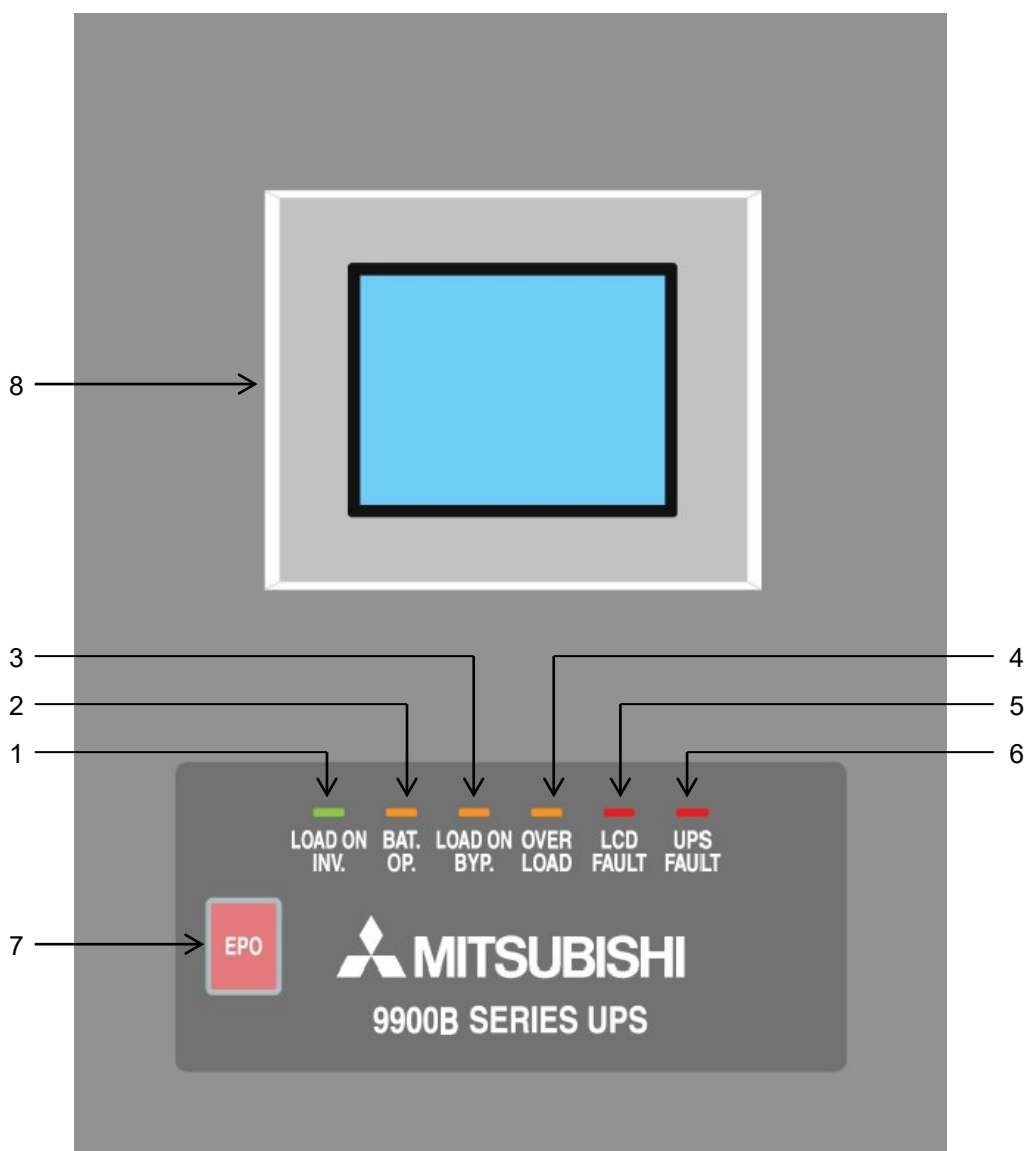 8
3
4
2
5
1
6
LOAD ON INV.
BAT. OP.
LOAD ON BYP.
OVER LOAD
LCD FAULT
UPS FAULT
7
EPO
MITSUBISHI
9900B SERIES UPS